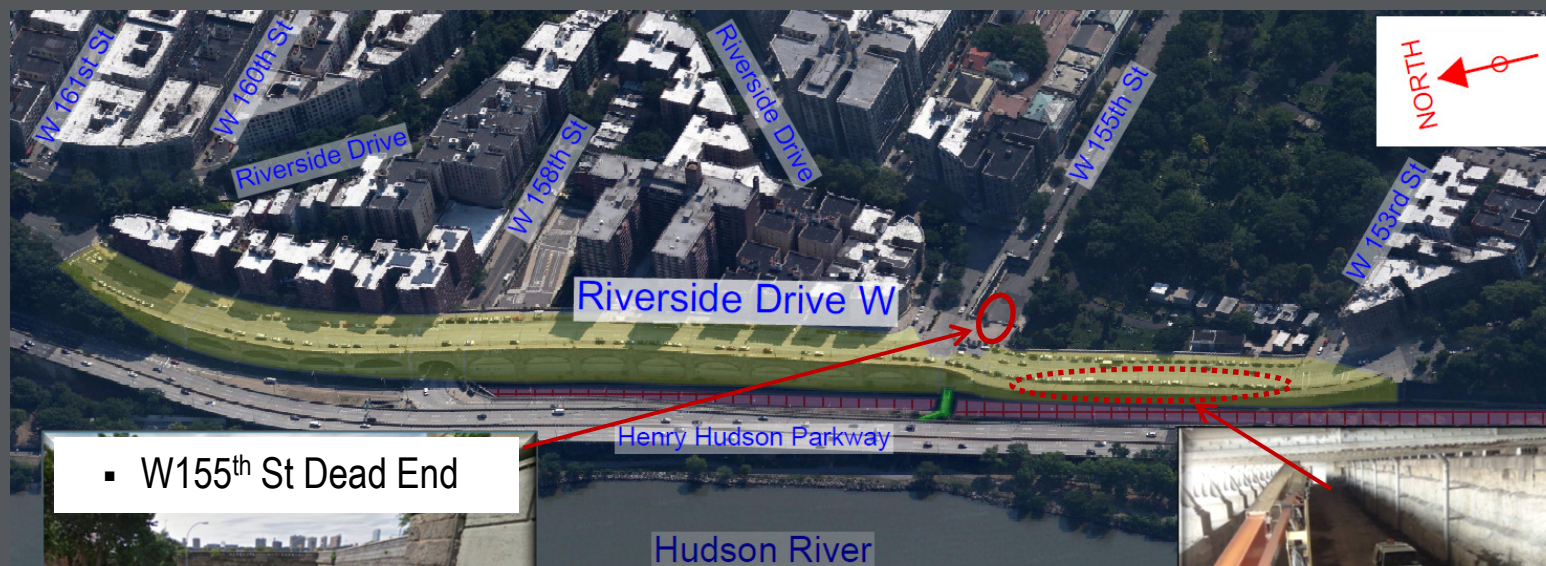 W 161st St
W 160th St
Riverside Drive
W 158th St
Riverside Drive
W 155th St
NORTH
W 153rd St
Riverside Drive W
Henry Hudson Parkway
▪ W155th St Dead End
Hudson River